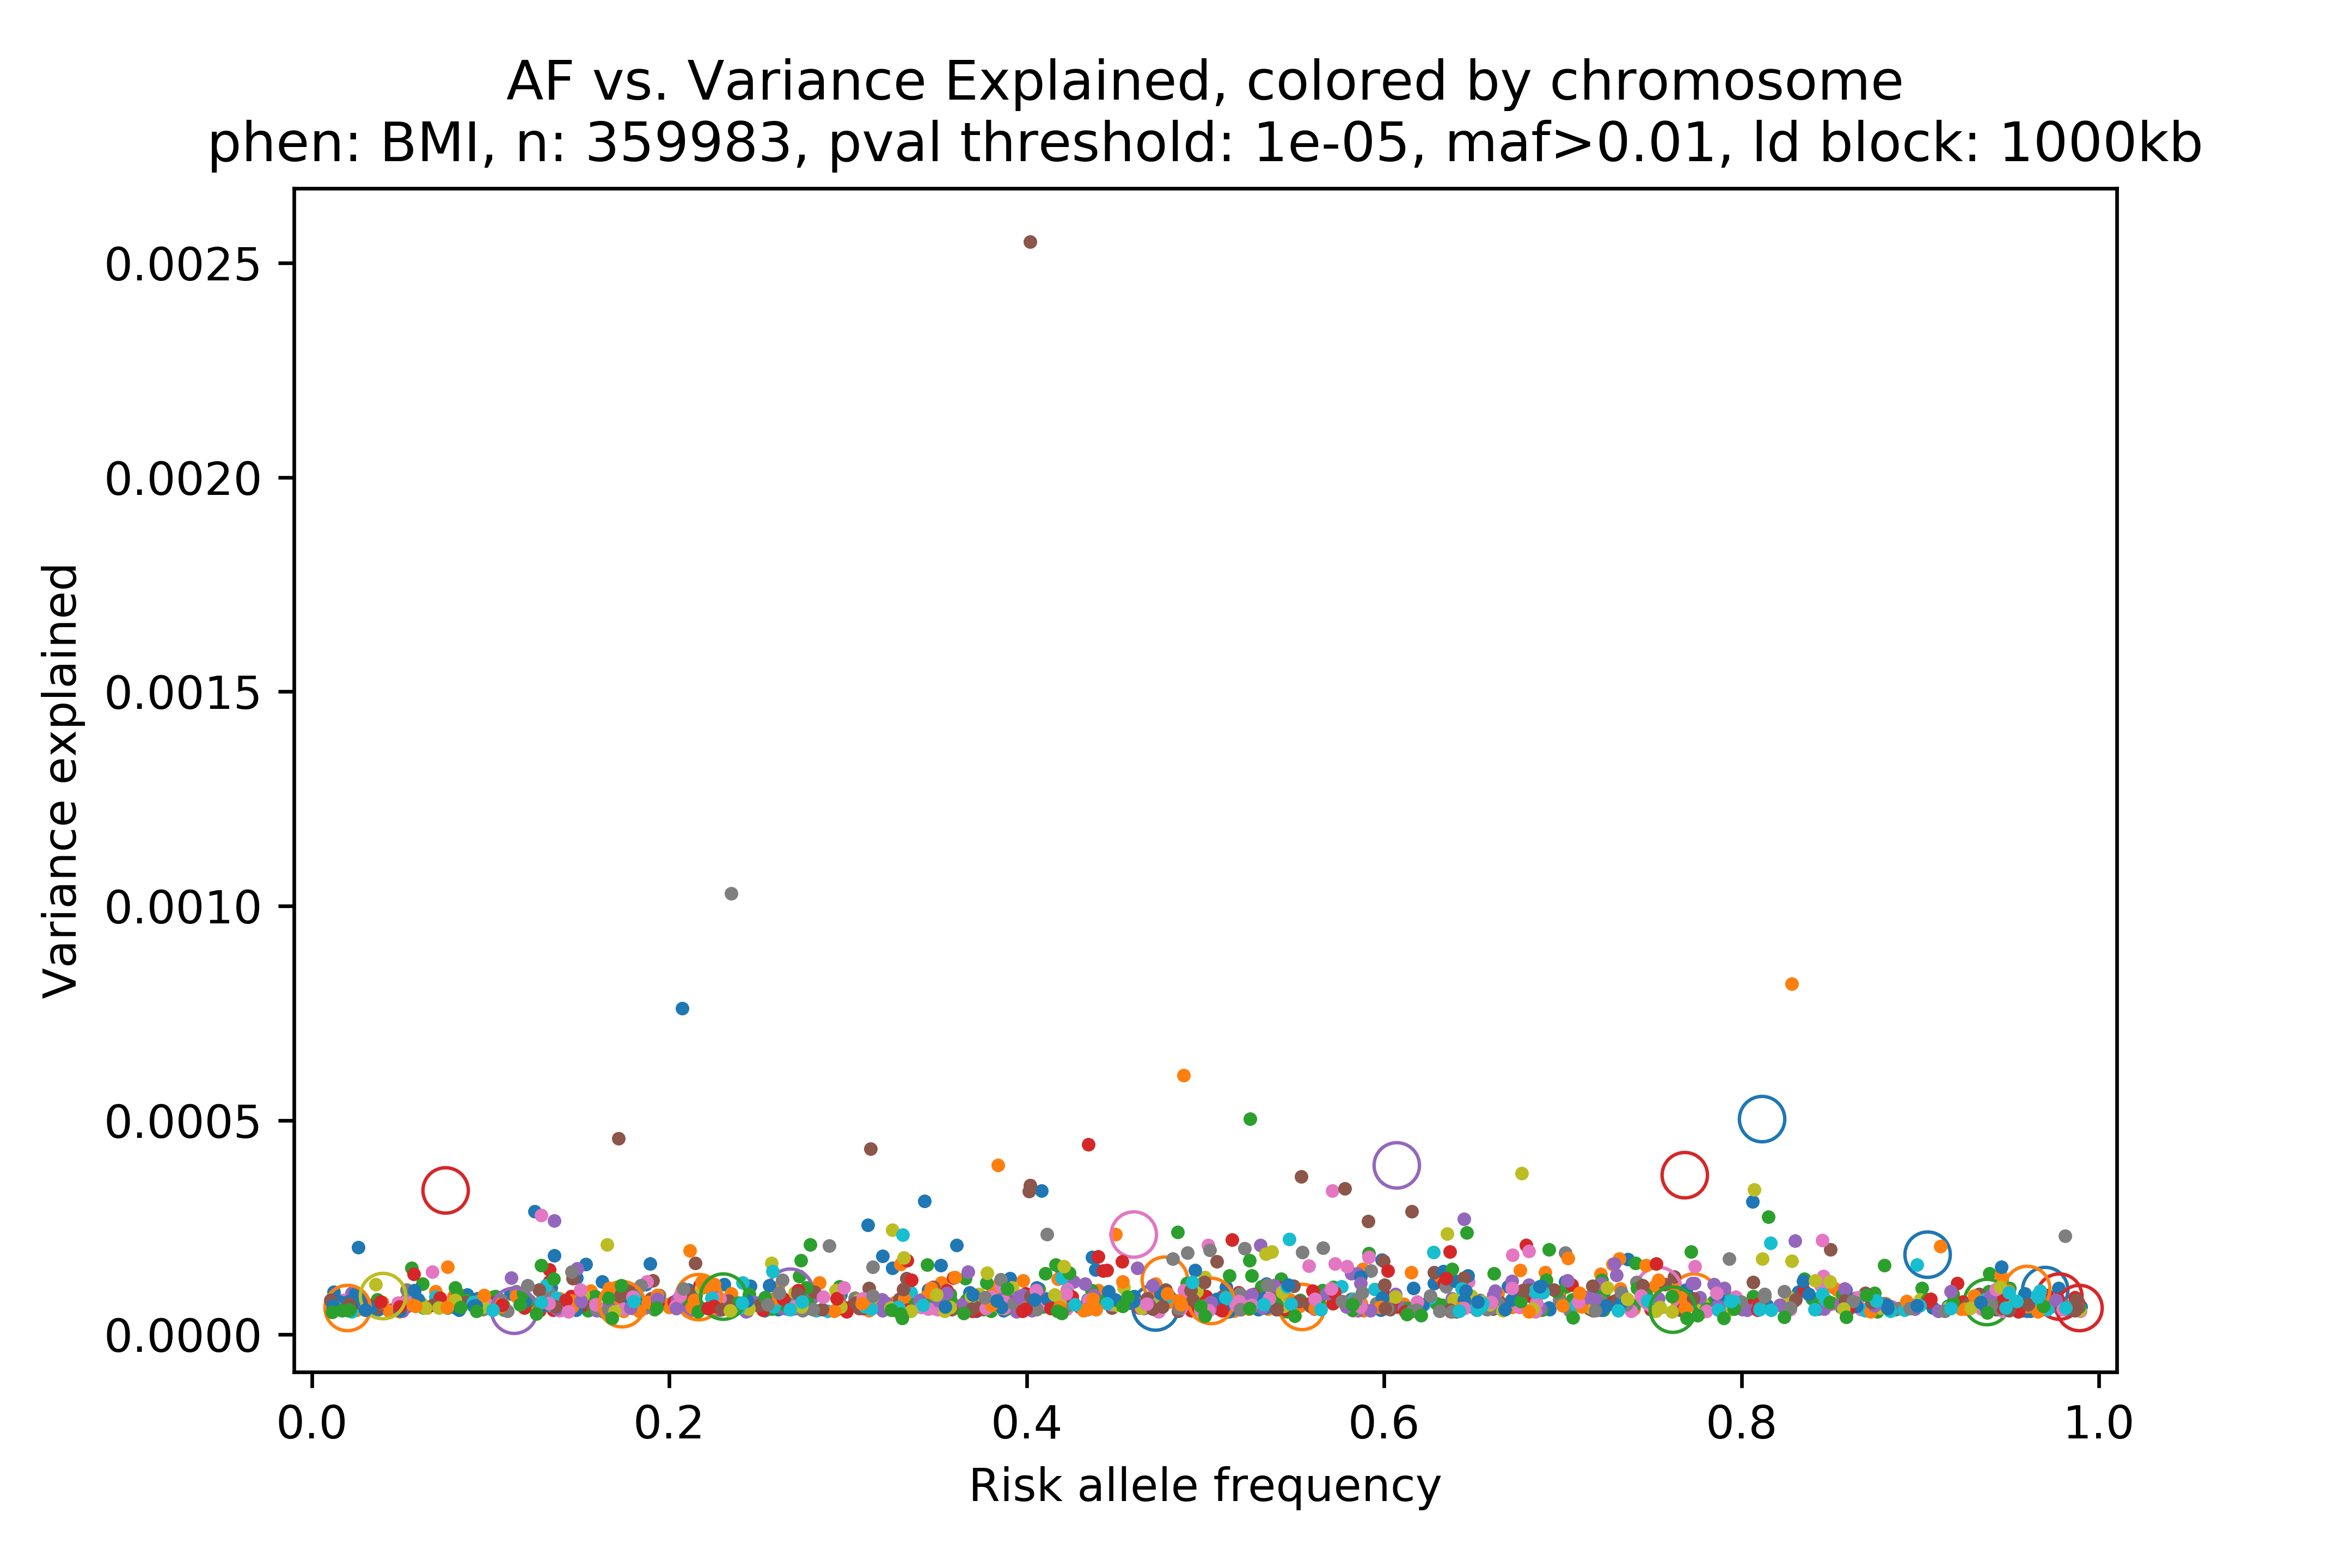 AF vs. Variance Explained, colored by chromosome
phen: BMI, n: 359983, pval threshold: 1e-05, maf>0.01, ld block: 1000kb
Variance explained
0.0025
0.0020
0.0015
0.0010
0.0005
0.0000
0.0 0.2 0.4 0.6 0.8 1.0
Risk allele frequency